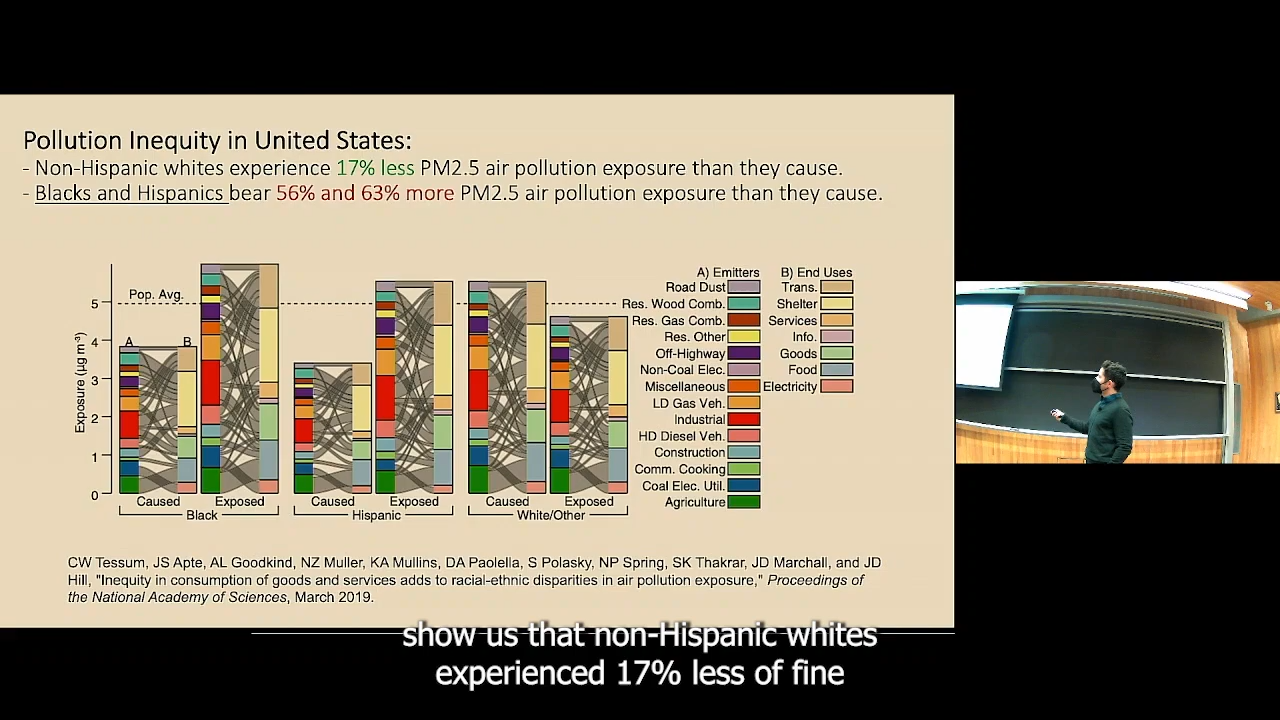 Pollution Inequity in United States:
- Non-Hispanic whites experience 17% less PM2.5 air pollution exposure than they cause.
- Blacks and Hispanics bear 56% and 63% more PM2.5 air pollution exposure than they cause.
Exposure (µg m⁻³)
5
4
3
2
1
0
Pop. Avg.
A
B
Caused
Exposed
Black
Caused
Exposed
Hispanic
Caused
Exposed
White/Other
A) Emitters
Road Dust
Res. Wood Comb.
Res. Gas Comb.
Res. Other
Off-Highway
Non-Coal Elec.
Miscellaneous
LD Gas Veh.
Industrial
HD Diesel Veh.
Construction
Comm. Cooking
Coal Elec. Util.
Agriculture
B) End Uses
Trans.
Shelter
Services
Info.
Goods
Food
Electricity
CW Tessum, JS Apte, AL Goodkind, NZ Muller, KA Mullins, DA Paolella, S Polasky, NP Spring, SK Thakrar, JD Marchall, and JD
Hill, "Inequity in consumption of goods and services adds to racial-ethnic disparities in air pollution exposure," Proceedings of
the National Academy of Sciences, March 2019.
show us that non-Hispanic whites
experienced 17% less of fine